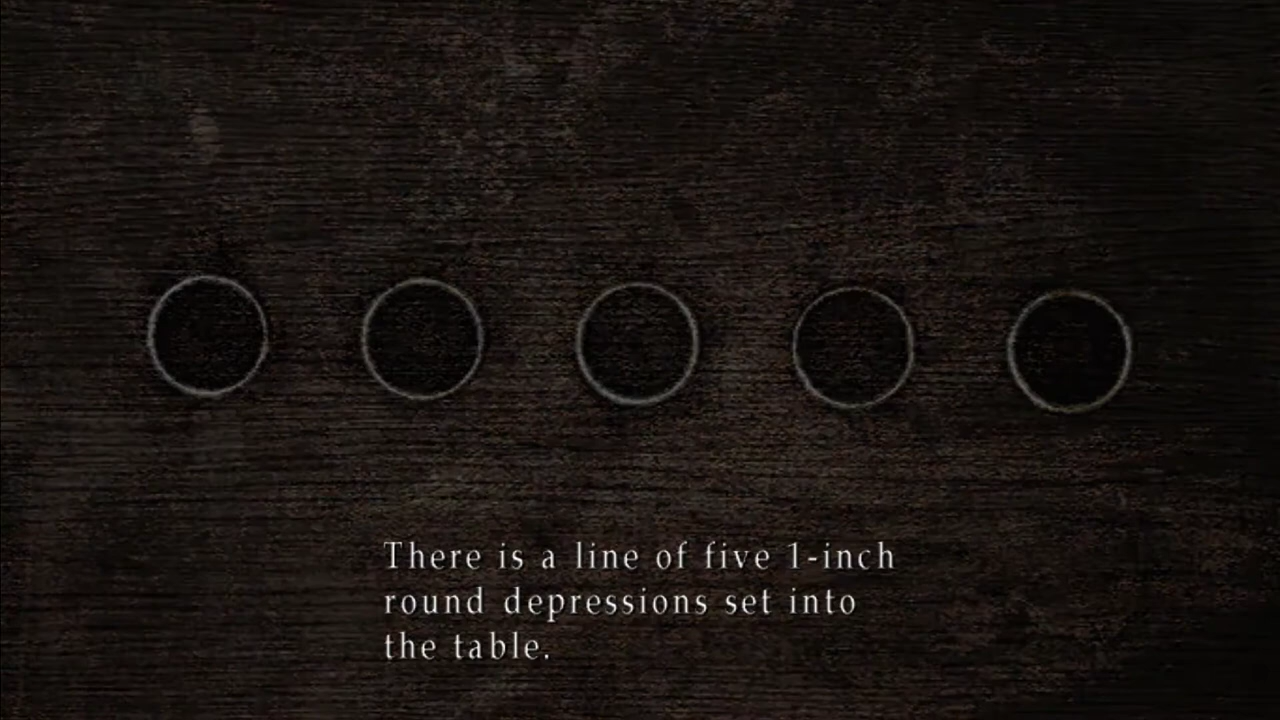 There is a line of five 1-inch
round depressions set into
the table.